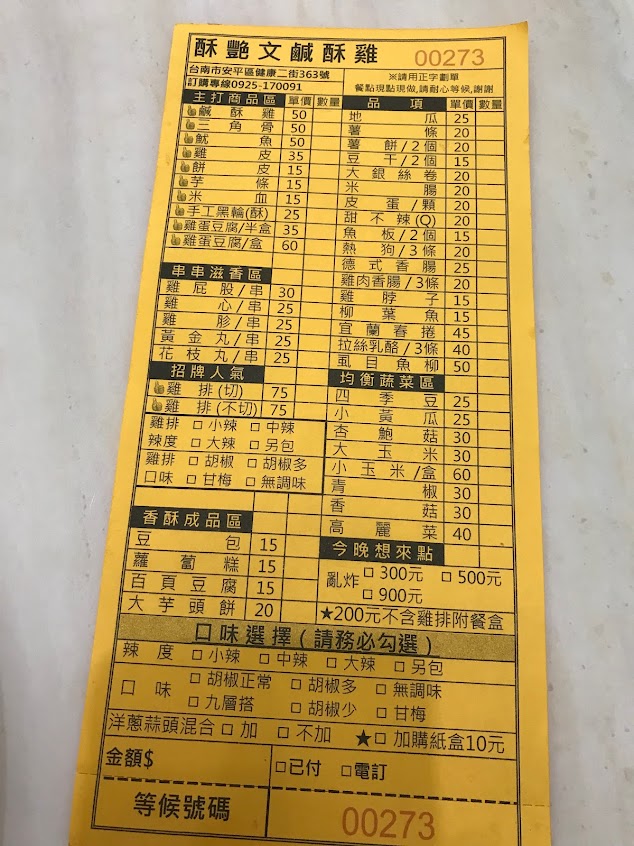 酥艷文鹹酥雞 00273
台南市安平區健康二街363號
訂購專線0925-170091
※請用正字劃單
餐點現點現做,請耐心等候,謝謝
主打商品區 單價 數量
鹹酥雞 50
三角骨 50
魷魚 50
雞皮 35
餅皮 15
芋條 15
米血 15
手工黑輪(酥) 25
雞蛋豆腐/半盒 35
雞蛋豆腐/盒 60
串串滋香區
雞屁股/串 30
雞心/串 25
雞胗/串 25
黃金丸/串 25
花枝丸/串 25
招牌人氣
雞排(切) 75
雞排(不切) 75
雞排 □小辣 □中辣
辣度 □大辣 □另包
雞排 □胡椒 □胡椒多
口味 □甘梅 □無調味
香酥成品區
豆包 15
蘿蔔糕 15
百頁豆腐 15
大芋頭餅 20
品項 單價 數量
地瓜 25
薯條 20
薯餅/2個 20
豆干/2個 15
大銀絲卷 20
米腸 20
皮蛋/顆 20
甜不辣(Q) 20
魚板/2個 15
熱狗/3條 20
德式香腸 25
雞肉香腸/3條 20
雞脖子 15
柳葉魚 15
宜蘭春捲 45
拉絲乳酪/3條 40
虱目魚柳 50
均衡蔬菜區
四季豆 25
小黃瓜 25
杏鮑菇 30
大玉米 30
小玉米/盒 60
青椒 30
香菇 30
高麗菜 40
今晚想來點
亂炸 □300元 □500元
□900元
★200元不含雞排附餐盒
口味選擇(請務必勾選)
辣度 □小辣 □中辣 □大辣 □另包
口味 □胡椒正常 □胡椒多 □無調味
□九層搭 □胡椒少 □甘梅
洋蔥蒜頭混合 □加 □不加 ★□加購紙盒10元
金額$ □已付 □電訂
等候號碼 00273